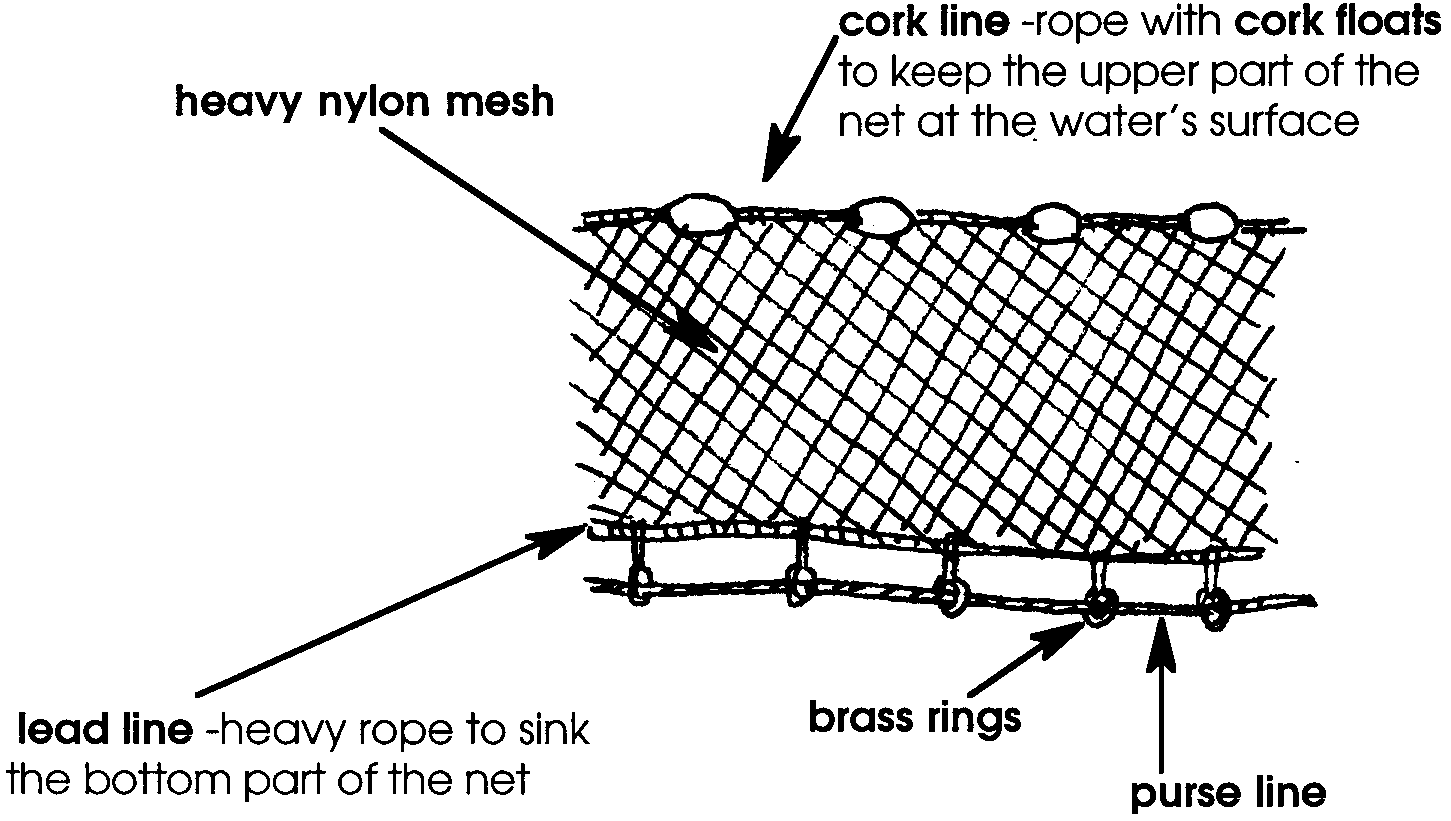 cork line -rope with cork floats
to keep the upper part of the
net at the water's surface
heavy nylon mesh
lead line -heavy rope to sink
the bottom part of the net
brass rings
purse line